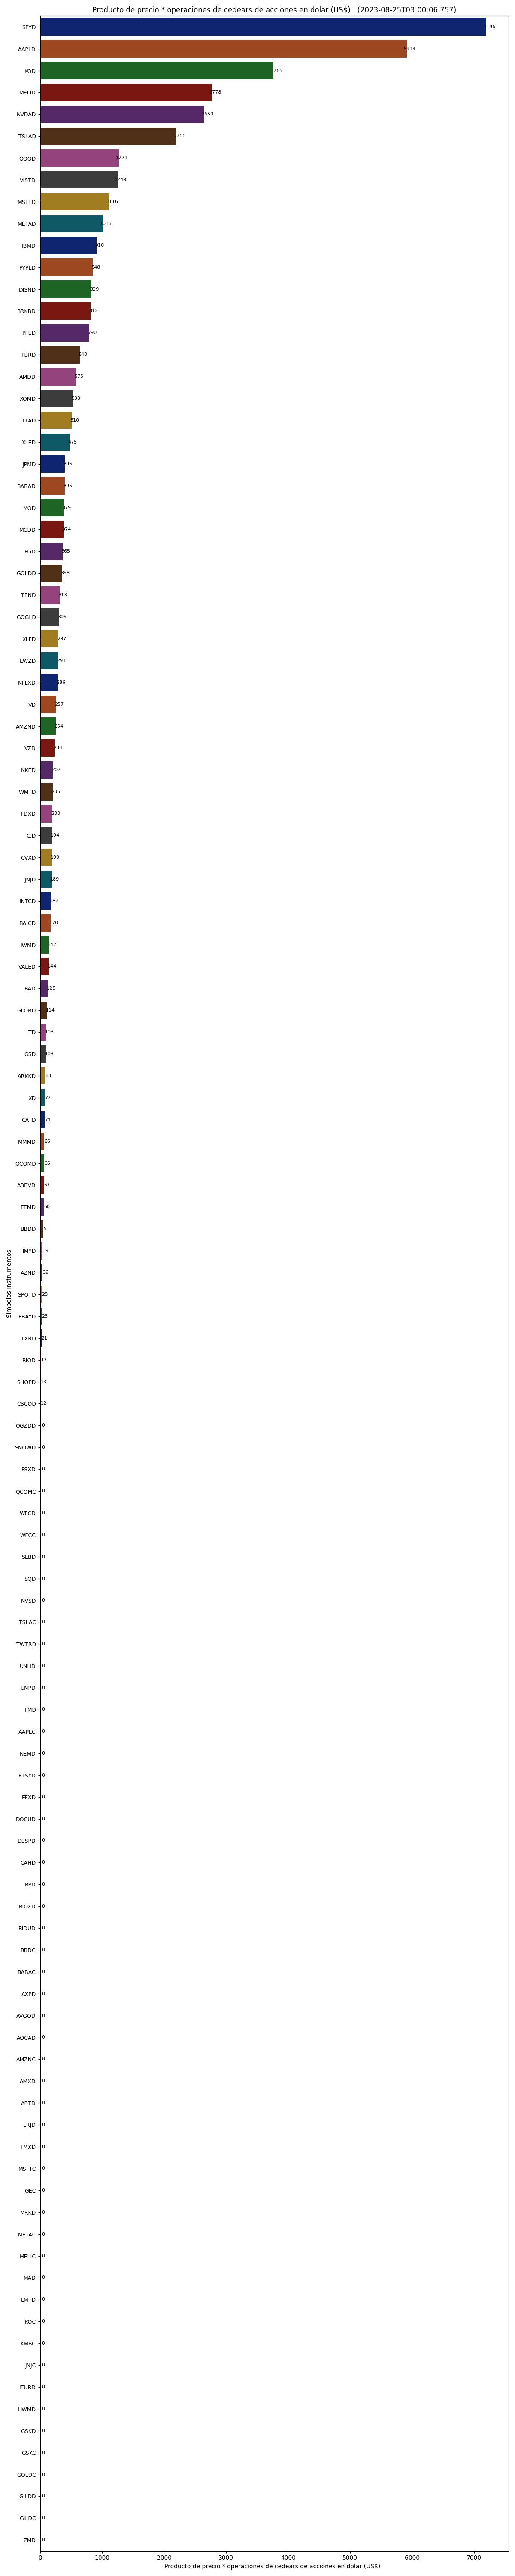 Producto de precio * operaciones de cedears de acciones en dolar (US$)   (2023-08-25T03:00:06.757)
SPYD 7196
AAPLD 5914
KOD 3765
MELID 2778
NVDAD 2650
TSLAD 2200
QQQD 1271
VISTD 1249
MSFTD 1116
METAD 1015
IBMD 910
PYPLD 848
DISND 829
BRKBD 812
PFED 790
PBRD 640
AMDD 575
XOMD 530
DIAD 510
XLED 475
JPMD 396
BABAD 396
MOD 379
MCDD 374
PGD 365
GOLDD 358
TEND 313
GOGLD 305
XLFD 297
EWZD 291
NFLXD 286
VD 257
AMZND 254
VZD 234
NKED 207
WMTD 205
FDXD 200
C.D 194
CVXD 190
JNJD 189
INTCD 182
BA.CD 170
IWMD 147
VALED 144
BAD 129
GLOBD 114
TD 103
GSD 103
ARKKD 83
XD 77
CATD 74
MMMD 66
QCOMD 65
ABBVD 63
EEMD 60
BBDD 51
HMYD 39
AZND 36
SPOTD 28
EBAYD 23
TXRD 21
RIOD 17
SHOPD 13
CSCOD 12
OGZDD 0
SNOWD 0
PSXD 0
QCOMC 0
WFCD 0
WFCC 0
SLBD 0
SQD 0
NVSD 0
TSLAC 0
TWTRD 0
UNHD 0
UNPD 0
TMD 0
AAPLC 0
NEMD 0
ETSYD 0
EFXD 0
DOCUD 0
DESPD 0
CAHD 0
BPD 0
BIOXD 0
BIDUD 0
BBDC 0
BABAC 0
AXPD 0
AVGOD 0
AOCAD 0
AMZNC 0
AMXD 0
ABTD 0
ERJD 0
FMXD 0
MSFTC 0
GEC 0
MRKD 0
METAC 0
MELIC 0
MAD 0
LMTD 0
KOC 0
KMBC 0
JNJC 0
ITUBD 0
HWMD 0
GSKD 0
GSKC 0
GOLDC 0
GILDD 0
GILDC 0
ZMD 0
Símbolos instrumentos
0 1000 2000 3000 4000 5000 6000 7000
Producto de precio * operaciones de cedears de acciones en dolar (US$)